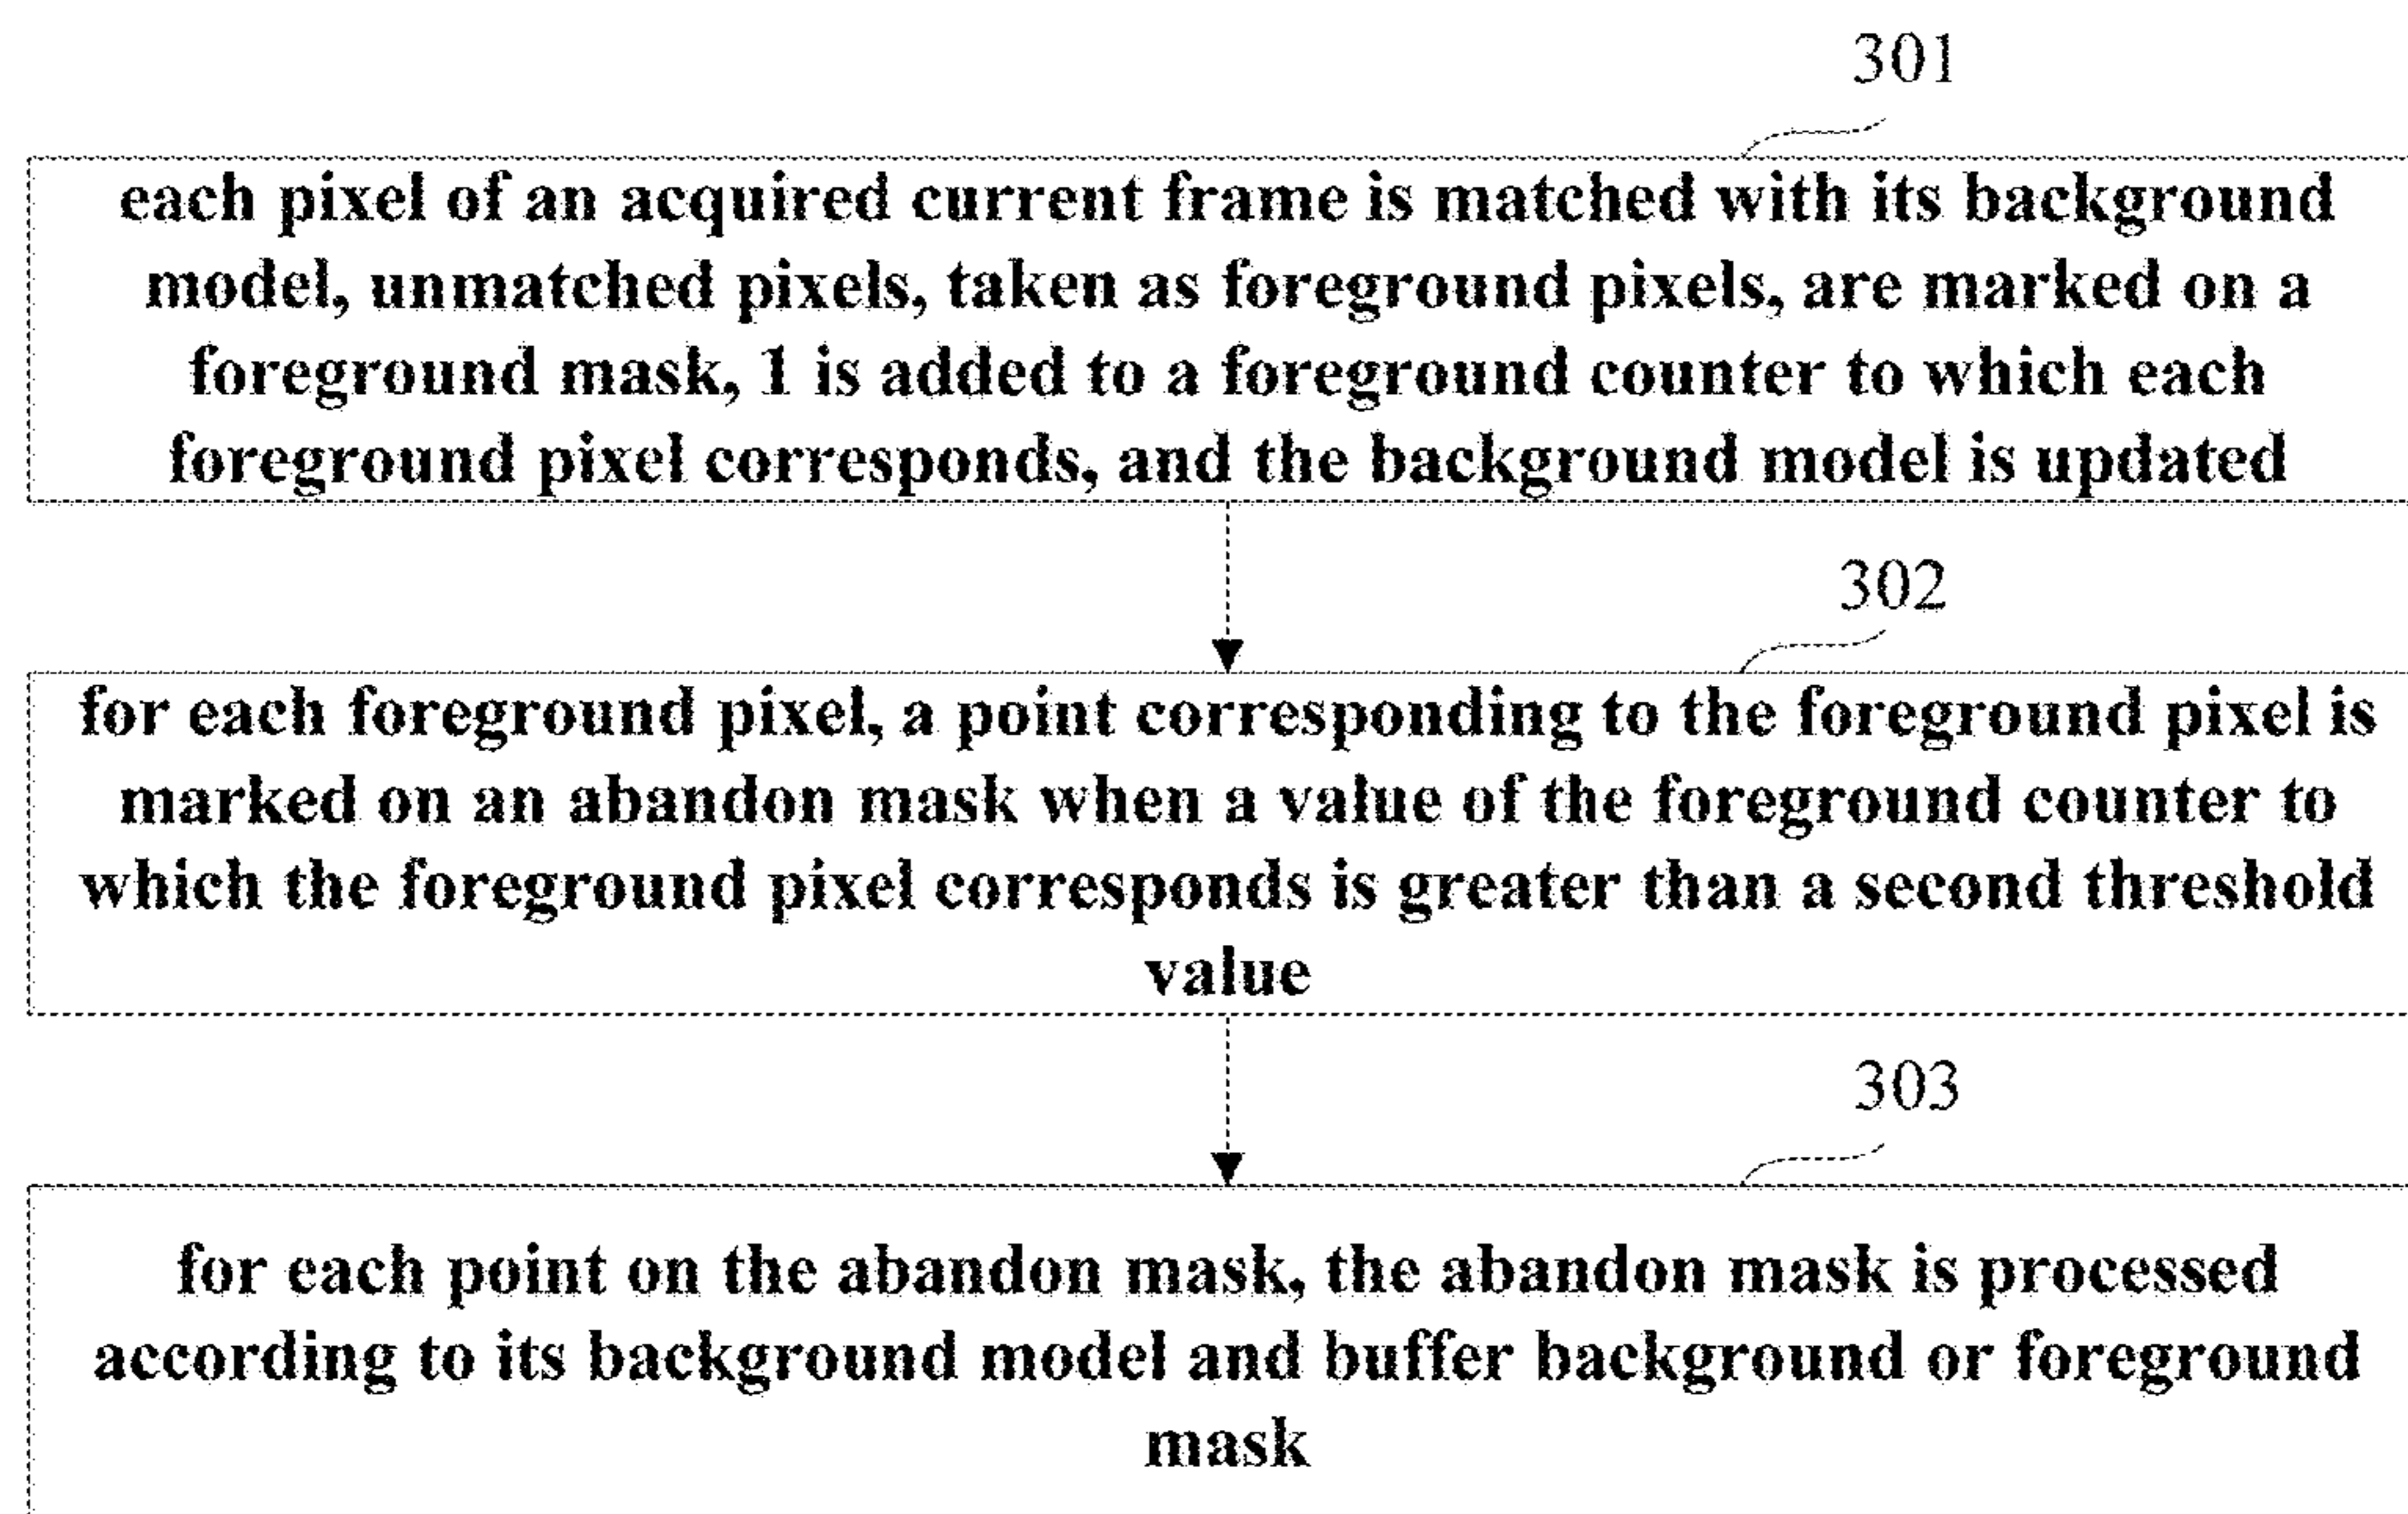 301
each pixel of an acquired current frame is matched with its background
model, unmatched pixels, taken as foreground pixels, are marked on a
foreground mask, 1 is added to a foreground counter to which each
foreground pixel corresponds, and the background model is updated
302
for each foreground pixel, a point corresponding to the foreground pixel is
marked on an abandon mask when a value of the foreground counter to
which the foreground pixel corresponds is greater than a second threshold
value
303
for each point on the abandon mask, the abandon mask is processed
according to its background model and buffer background or foreground
mask